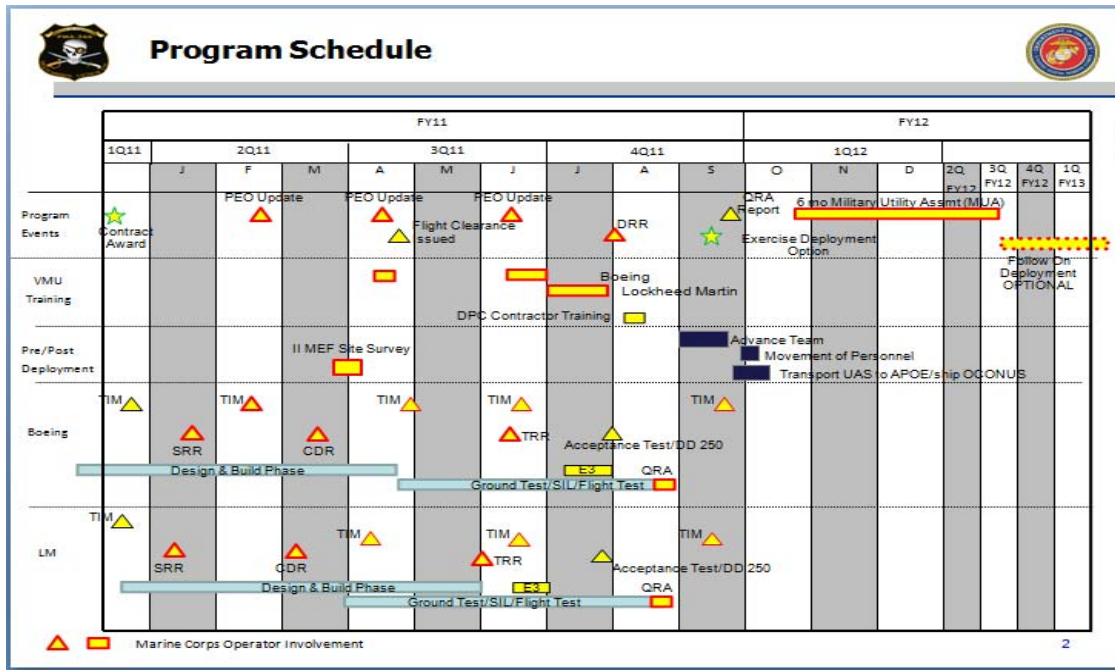 Program Schedule
FY11 FY12
1Q11 2Q11 3Q11 4Q11 1Q12
J F M A M J J A S O N D 2Q FY12 3Q FY12 4Q FY12 1Q FY13
Program Events
Contract Award
PEO Update
PEO Update
Flight Clearance Issued
PEO Update
DRR
QRA Report
Exercise Deployment Option
6 mo Military Utility Assmt (MUA)
Follow On Deployment OPTIONAL
VMU Training
Boeing
Lockheed Martin
DPC Contractor Training
Pre/Post Deployment
II MEF Site Survey
Advance Team
Movement of Personnel
Transport UAS to APOE/ship OCONUS
Boeing
TIM TIM TIM TIM TIM
SRR CDR TRR
Acceptance Test/DD 250
Design & Build Phase E3 QRA
Ground Test/SIL/Flight Test
LM
TIM TIM TIM TIM
SRR CDR TRR
Acceptance Test/DD 250
Design & Build Phase E3 QRA
Ground Test/SIL/Flight Test
Marine Corps Operator Involvement
2